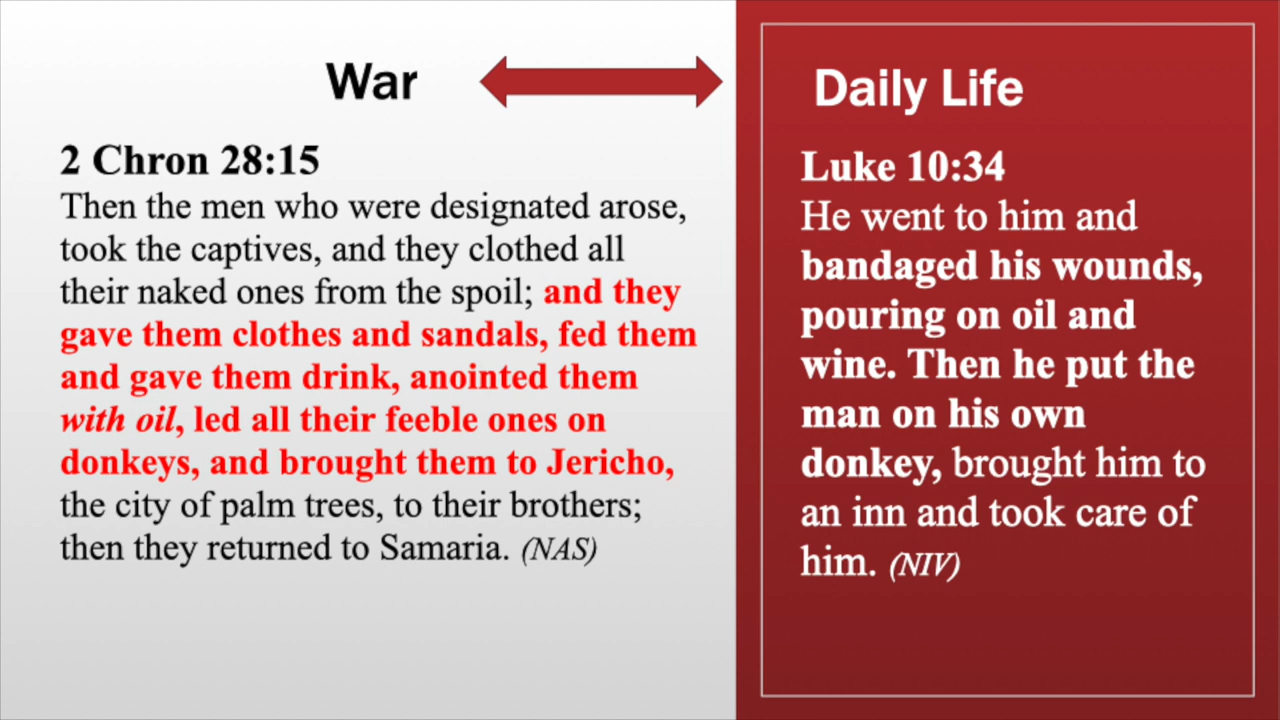 War
2 Chron 28:15
Then the men who were designated arose,
took the captives, and they clothed all
their naked ones from the spoil; and they
gave them clothes and sandals, fed them
and gave them drink, anointed them
with oil, led all their feeble ones on
donkeys, and brought them to Jericho,
the city of palm trees, to their brothers;
then they returned to Samaria. (NAS)
Daily Life
Luke 10:34
He went to him and
bandaged his wounds,
pouring on oil and
wine. Then he put the
man on his own
donkey, brought him to
an inn and took care of
him. (NIV)